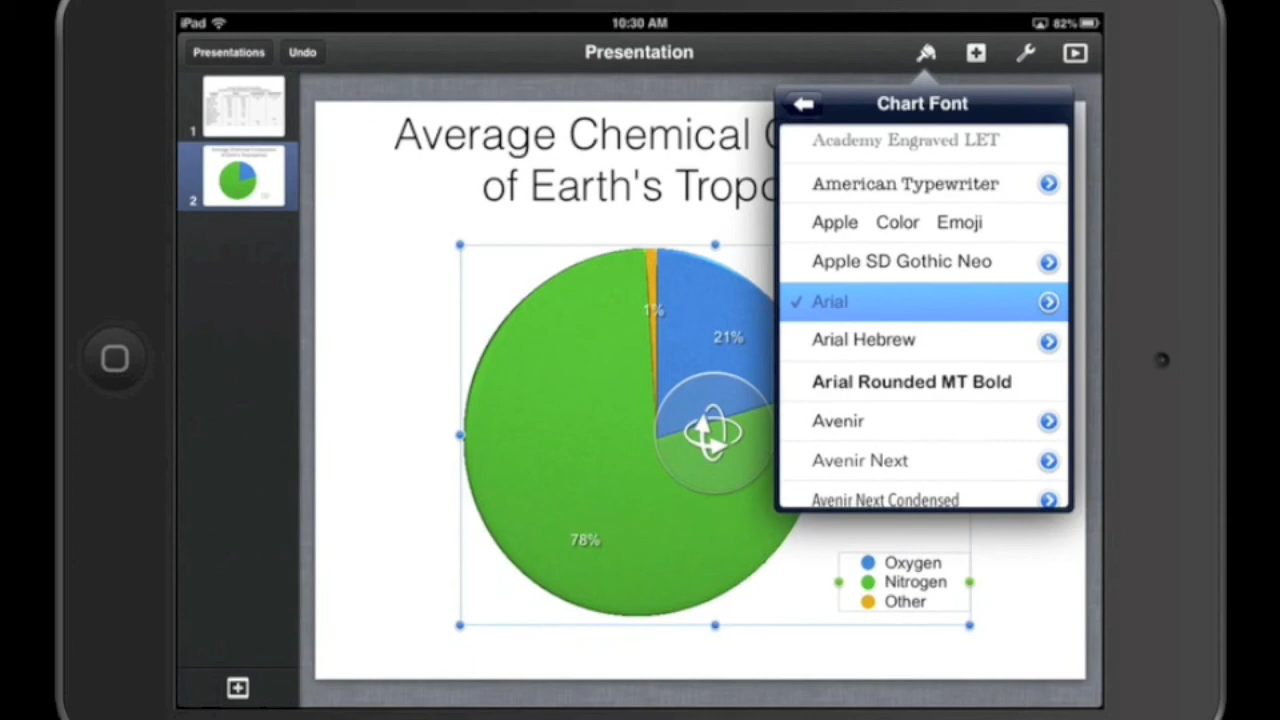 iPad
10:30 AM
82%
Presentations
Undo
Presentation
1
2
Average Chemical
of Earth's
1%
21%
78%
Oxygen
Nitrogen
Other
Chart Font
Academy Engraved LET
American Typewriter
Apple Color Emoji
Apple SD Gothic Neo
Arial
Arial Hebrew
Arial Rounded MT Bold
Avenir
Avenir Next
Avenir Next Condensed